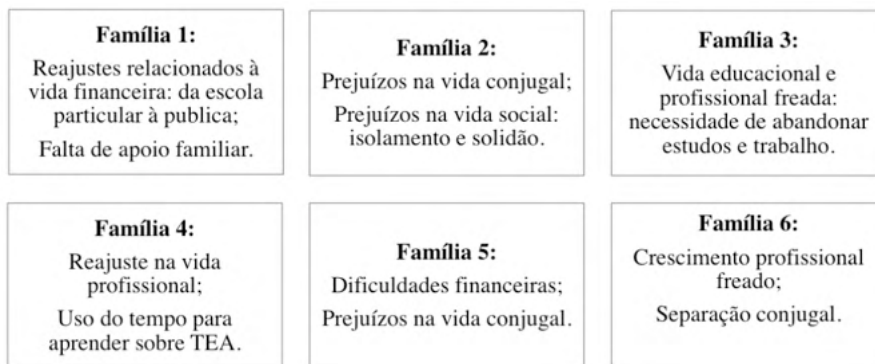 Família 1:
Reajustes relacionados à
vida financeira: da escola
particular à publica;
Falta de apoio familiar.
Família 2:
Prejuízos na vida conjugal;
Prejuízos na vida social:
isolamento e solidão.
Família 3:
Vida educacional e
profissional freada:
necessidade de abandonar
estudos e trabalho.
Família 4:
Reajuste na vida
profissional;
Uso do tempo para
aprender sobre TEA.
Família 5:
Dificuldades financeiras;
Prejuízos na vida conjugal.
Família 6:
Crescimento profissional
freado;
Separação conjugal.